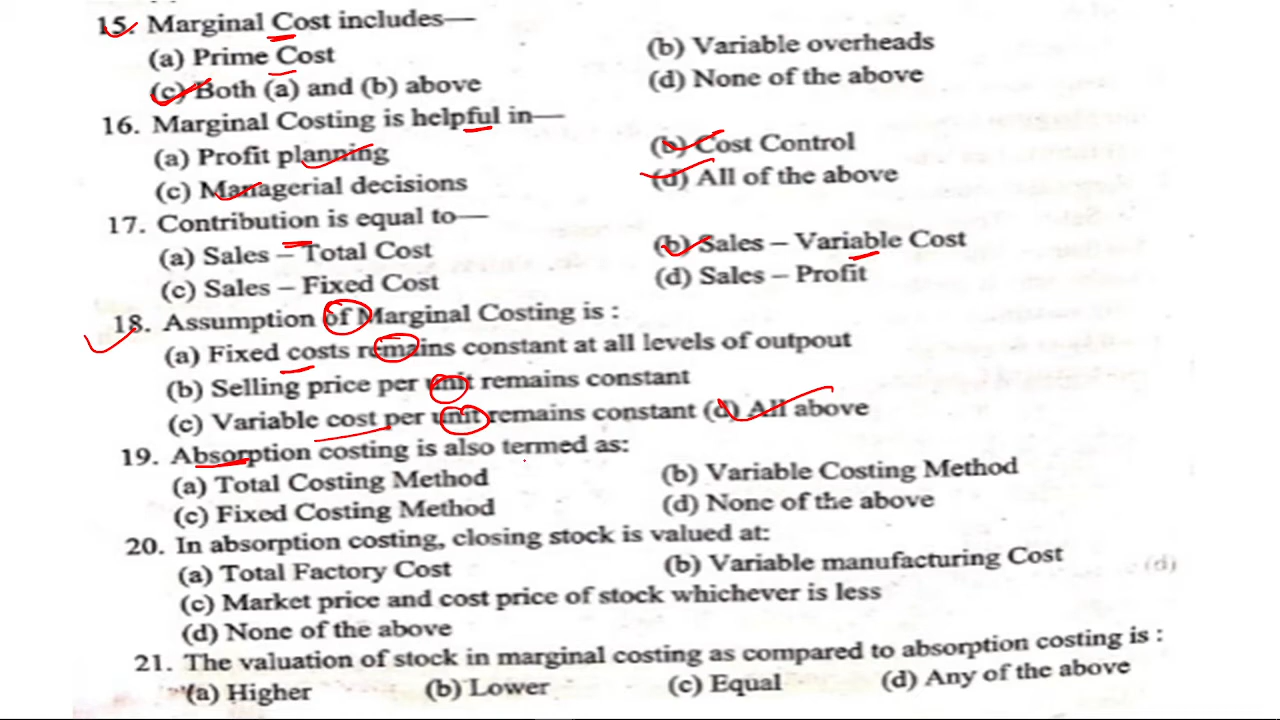 15. Marginal Cost includes—
(a) Prime Cost (b) Variable overheads
(c) Both (a) and (b) above (d) None of the above
16. Marginal Costing is helpful in—
(a) Profit planning (b) Cost Control
(c) Managerial decisions (d) All of the above
17. Contribution is equal to—
(a) Sales – Total Cost (b) Sales – Variable Cost
(c) Sales – Fixed Cost (d) Sales – Profit
18. Assumption of Marginal Costing is :
(a) Fixed costs remains constant at all levels of outpout
(b) Selling price per unit remains constant
(c) Variable cost per unit remains constant (d) All above
19. Absorption costing is also termed as:
(a) Total Costing Method (b) Variable Costing Method
(c) Fixed Costing Method (d) None of the above
20. In absorption costing, closing stock is valued at:
(a) Total Factory Cost (b) Variable manufacturing Cost
(c) Market price and cost price of stock whichever is less
(d) None of the above
21. The valuation of stock in marginal costing as compared to absorption costing is :
(a) Higher (b) Lower (c) Equal (d) Any of the above